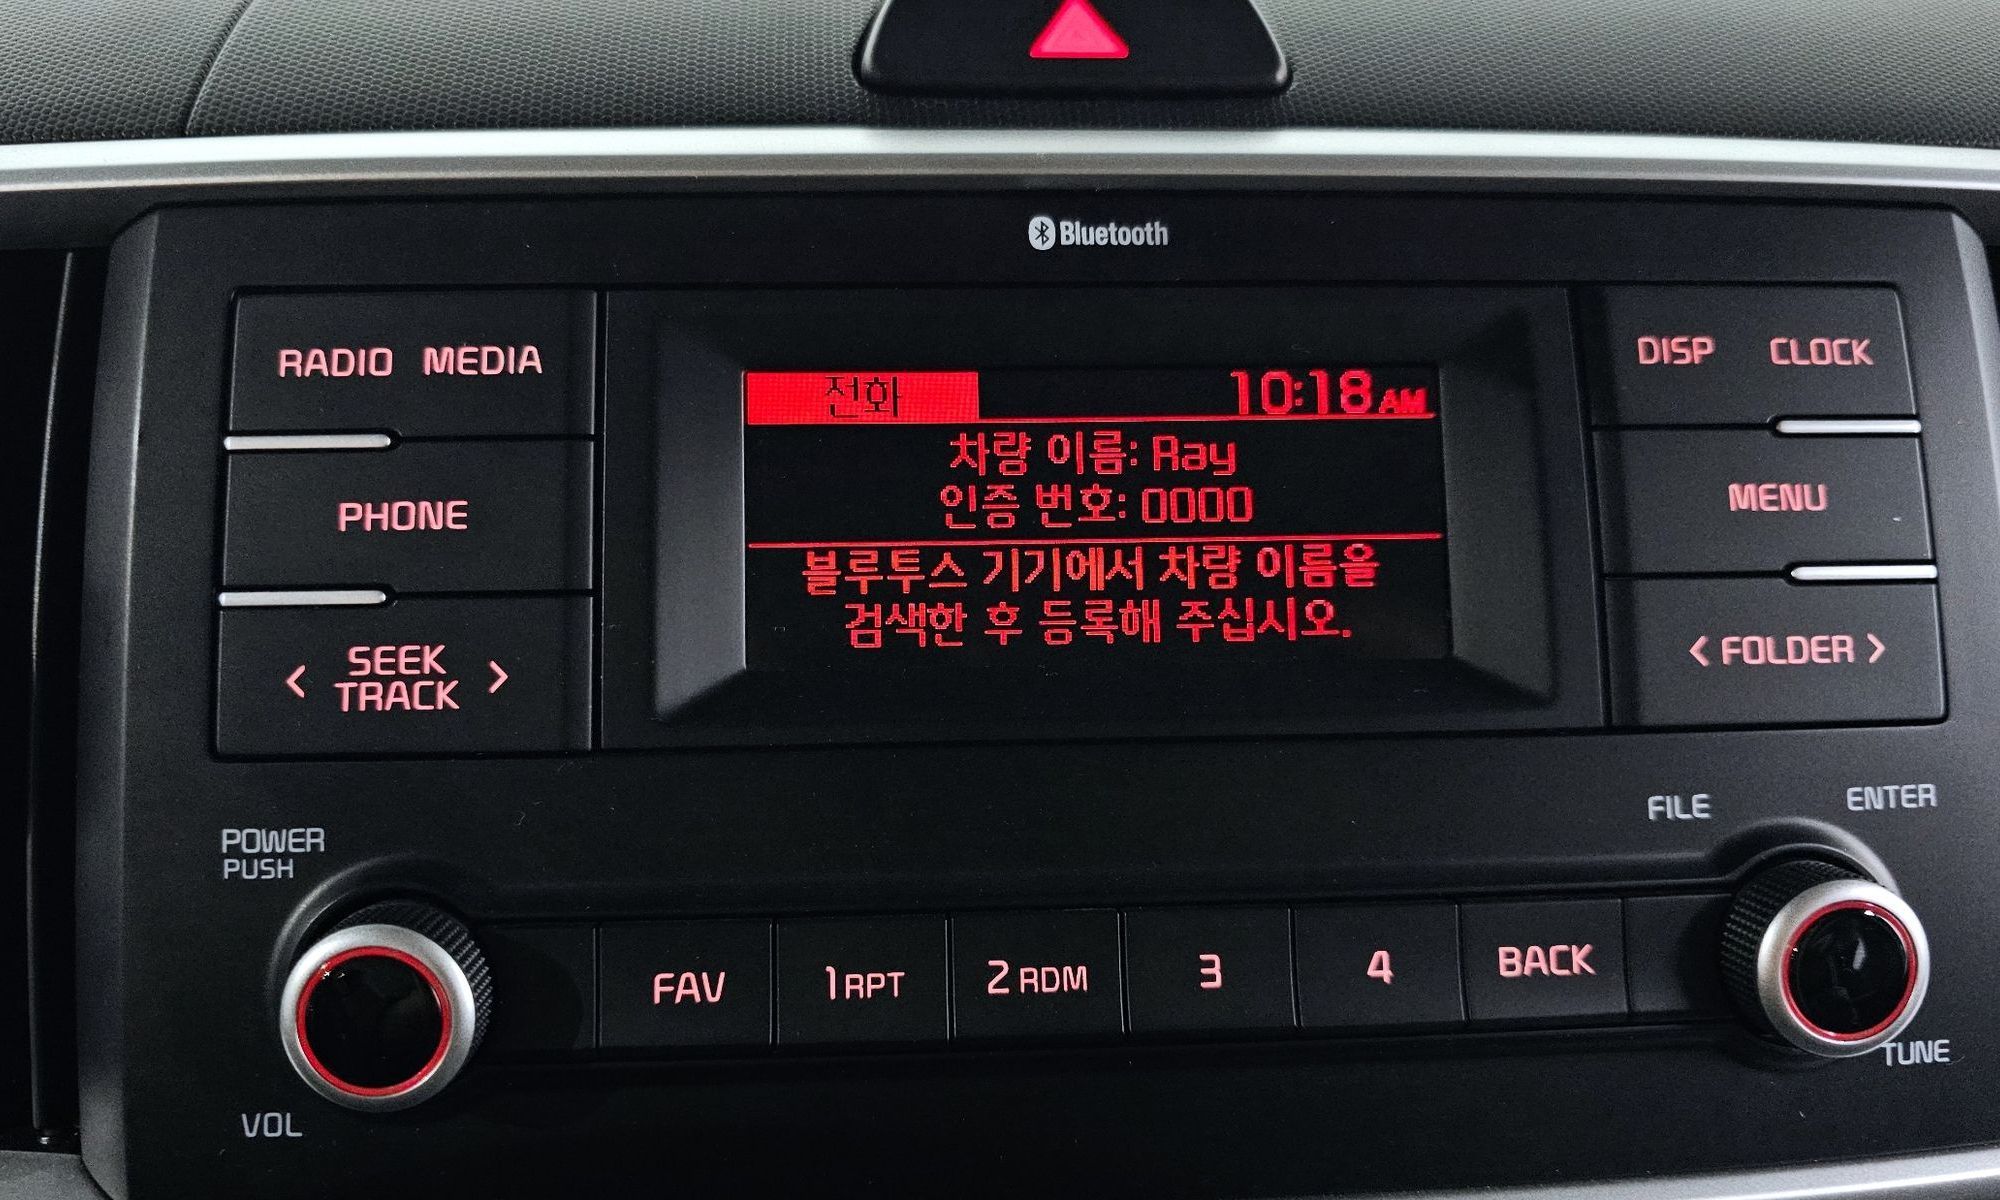 Bluetooth
RADIO MEDIA
DISP CLOCK
전화 10:18 AM
차량 이름: Ray
인증 번호: 0000
블루투스 기기에서 차량 이름을
검색한 후 등록해 주십시오.
PHONE
MENU
< SEEK
TRACK >
< FOLDER >
POWER
PUSH
VOL
FAV
1 RPT
2 RDM
3
4
BACK
FILE
ENTER
TUNE